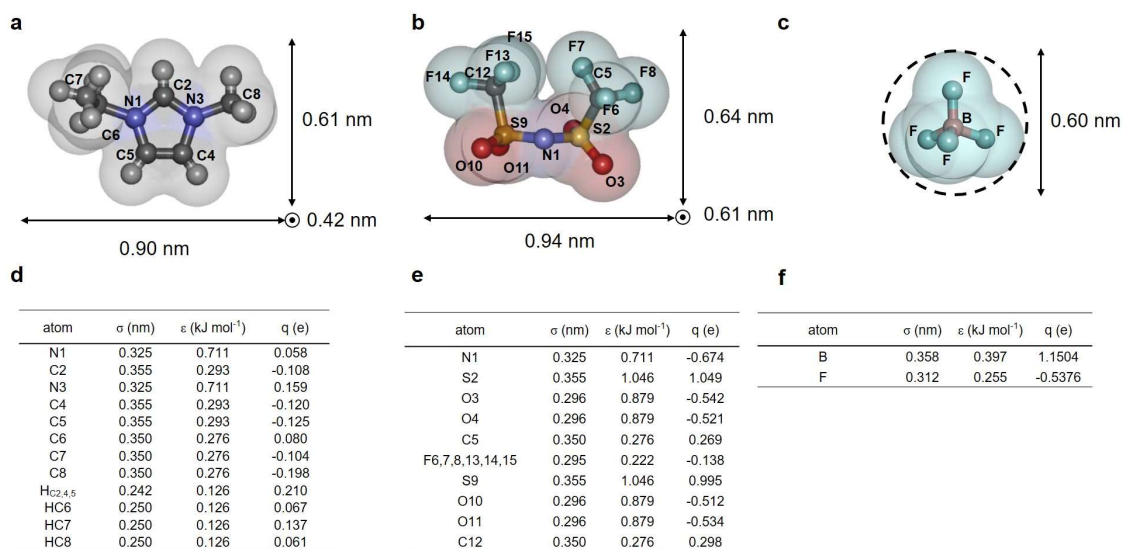 a
C7
N1
C2
N3
C8
C6
C5
C4
0.61 nm
0.42 nm
0.90 nm
b
F15
F13
F14
C12
F7
C5
F8
F6
O4
S9
S2
N1
O10
O11
O3
0.64 nm
0.61 nm
0.94 nm
c
F
B
F
F
F
0.60 nm
d
atom σ (nm) ε (kJ mol⁻¹) q (e)
N1 0.325 0.711 0.058
C2 0.355 0.293 -0.108
N3 0.325 0.711 0.159
C4 0.355 0.293 -0.120
C5 0.355 0.293 -0.125
C6 0.350 0.276 0.080
C7 0.350 0.276 -0.104
C8 0.350 0.276 -0.198
H_C2,4,5 0.242 0.126 0.210
HC6 0.250 0.126 0.067
HC7 0.250 0.126 0.137
HC8 0.250 0.126 0.061
e
atom σ (nm) ε (kJ mol⁻¹) q (e)
N1 0.325 0.711 -0.674
S2 0.355 1.046 1.049
O3 0.296 0.879 -0.542
O4 0.296 0.879 -0.521
C5 0.350 0.276 0.269
F6,7,8,13,14,15 0.295 0.222 -0.138
S9 0.355 1.046 0.995
O10 0.296 0.879 -0.512
O11 0.296 0.879 -0.534
C12 0.350 0.276 0.298
f
atom σ (nm) ε (kJ mol⁻¹) q (e)
B 0.358 0.397 1.1504
F 0.312 0.255 -0.5376